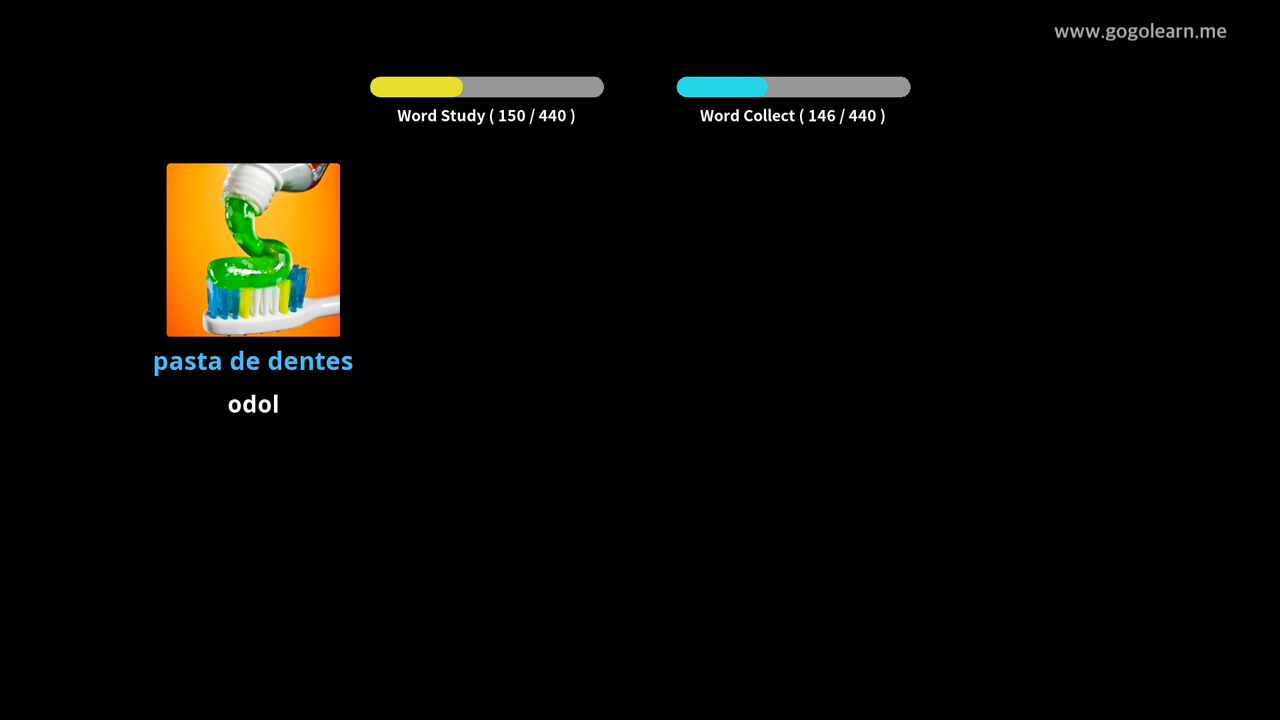 www.gogolearn.me
Word Study ( 150 / 440 )
Word Collect ( 146 / 440 )
pasta de dentes
odol